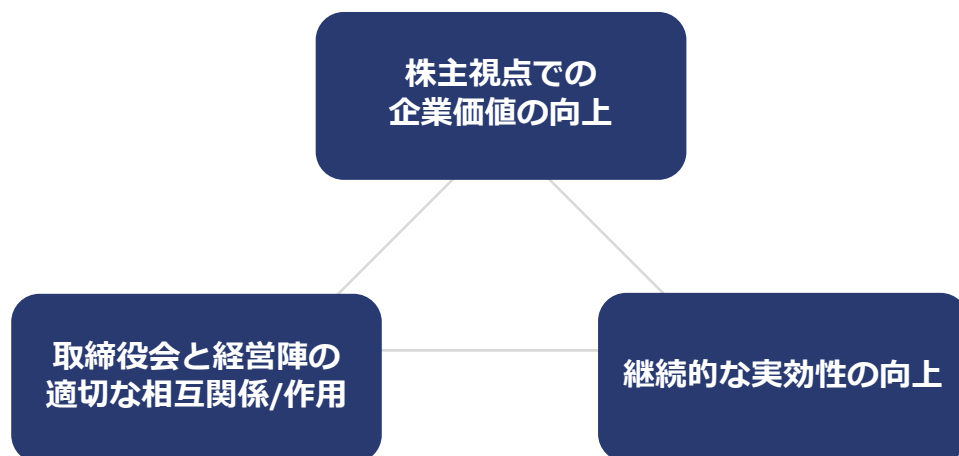 株主視点での
企業価値の向上
取締役会と経営陣の
適切な相互関係/作用
継続的な実効性の向上